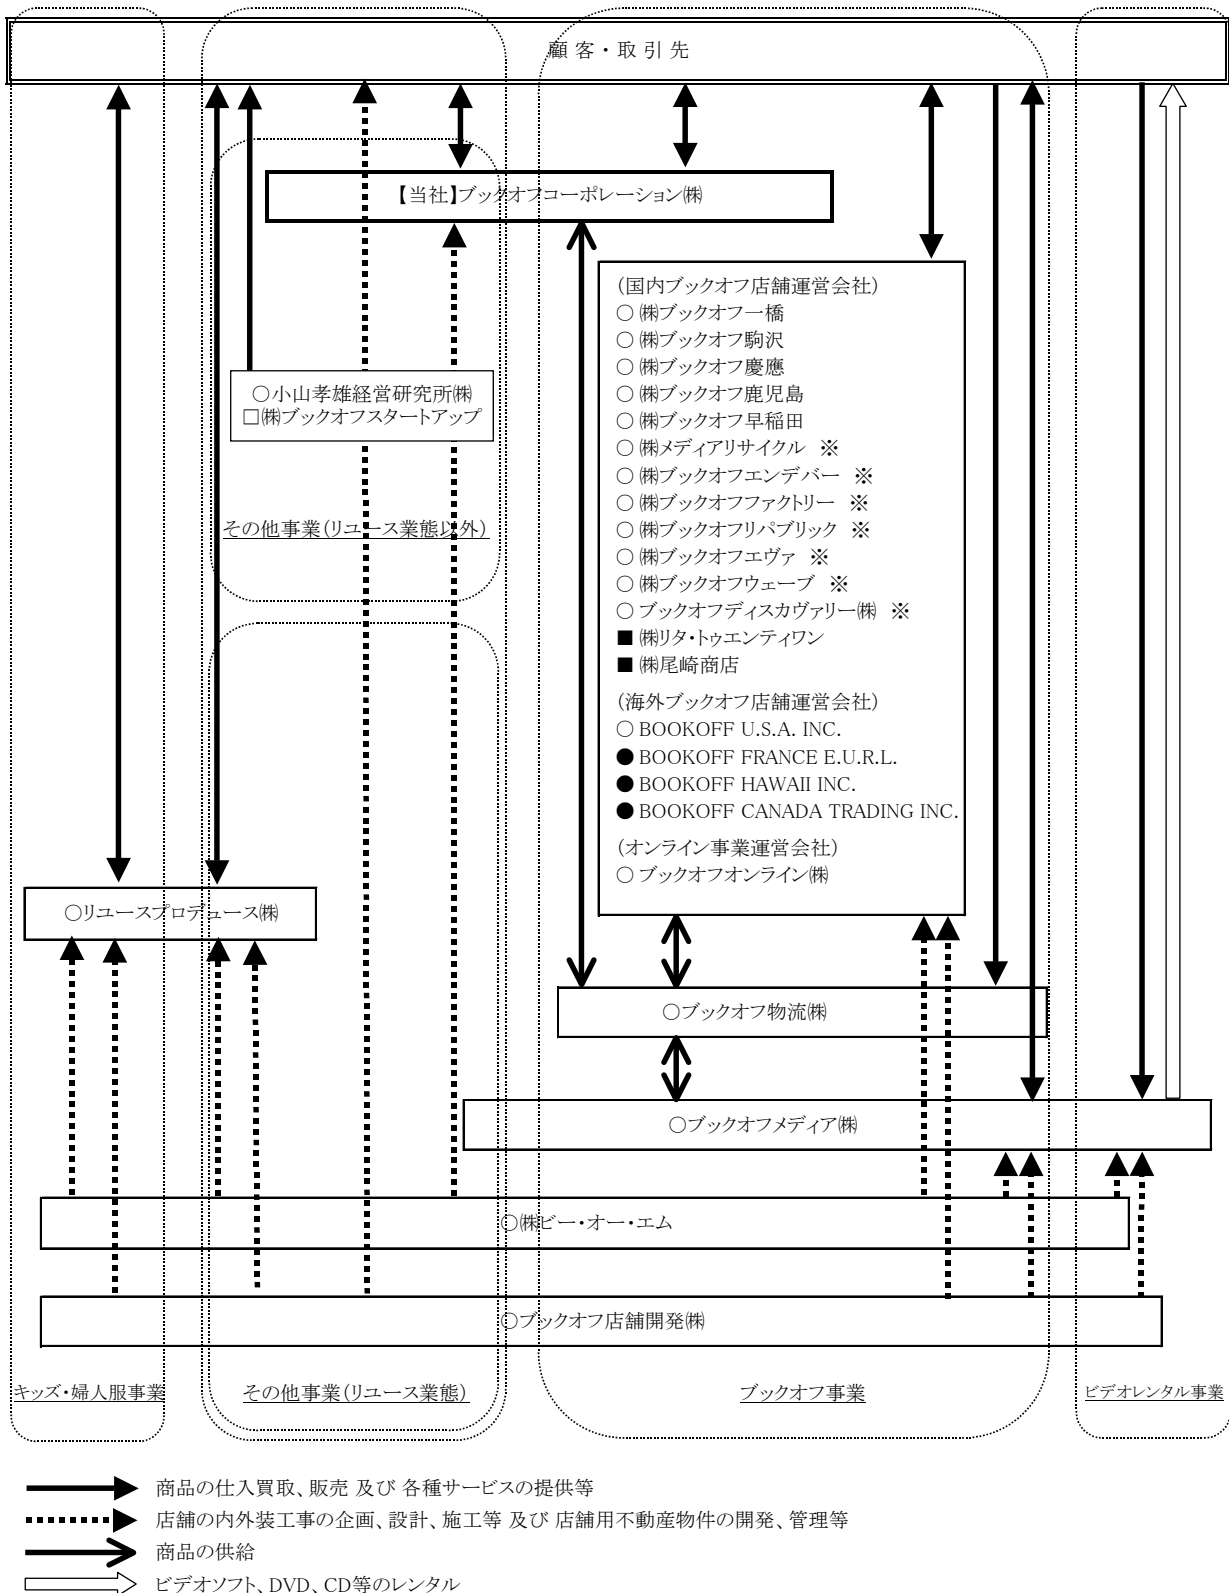 顧 客 ・ 取 引 先
【当社】ブックオフコーポレーション㈱
(国内ブックオフ店舗運営会社)
○ ㈱ブックオフ一橋
○ ㈱ブックオフ駒沢
○ ㈱ブックオフ慶應
○ ㈱ブックオフ鹿児島
○ ㈱ブックオフ早稲田
○ ㈱メディアリサイクル ※
○ ㈱ブックオフエンデバー ※
○ ㈱ブックオフファクトリー ※
○ ㈱ブックオフリパブリック ※
○ ㈱ブックオフエヴァ ※
○ ㈱ブックオフウェーブ ※
○ ブックオフディスカヴァリー㈱ ※
■ ㈱リタ・トゥエンティワン
■ ㈱尾崎商店
(海外ブックオフ店舗運営会社)
○ BOOKOFF U.S.A. INC.
● BOOKOFF FRANCE E.U.R.L.
● BOOKOFF HAWAII INC.
● BOOKOFF CANADA TRADING INC.
(オンライン事業運営会社)
○ ブックオフオンライン㈱
○小山孝雄経営研究所㈱
□㈱ブックオフスタートアップ
その他事業(リユース業態以外)
○リユースプロデュース㈱
○ブックオフ物流㈱
○ブックオフメディア㈱
○㈱ビー・オー・エム
○ブックオフ店舗開発㈱
キッズ・婦人服事業
その他事業(リユース業態)
ブックオフ事業
ビデオレンタル事業
商品の仕入買取、販売 及び 各種サービスの提供等
店舗の内外装工事の企画、設計、施工等 及び 店舗用不動産物件の開発、管理等
商品の供給
ビデオソフト、DVD、CD等のレンタル